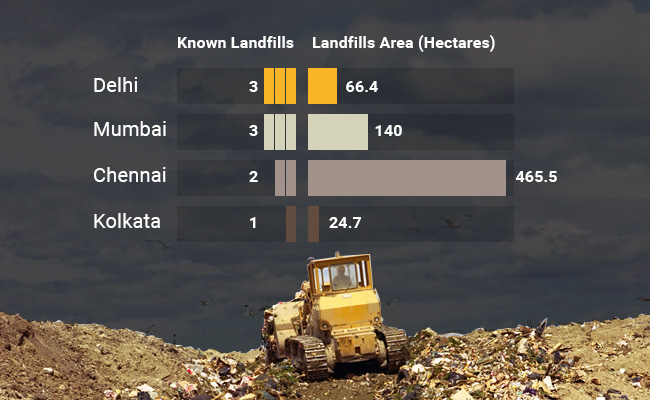 Known Landfills Landfills Area (Hectares)
Delhi 3 66.4
Mumbai 3 140
Chennai 2 465.5
Kolkata 1 24.7